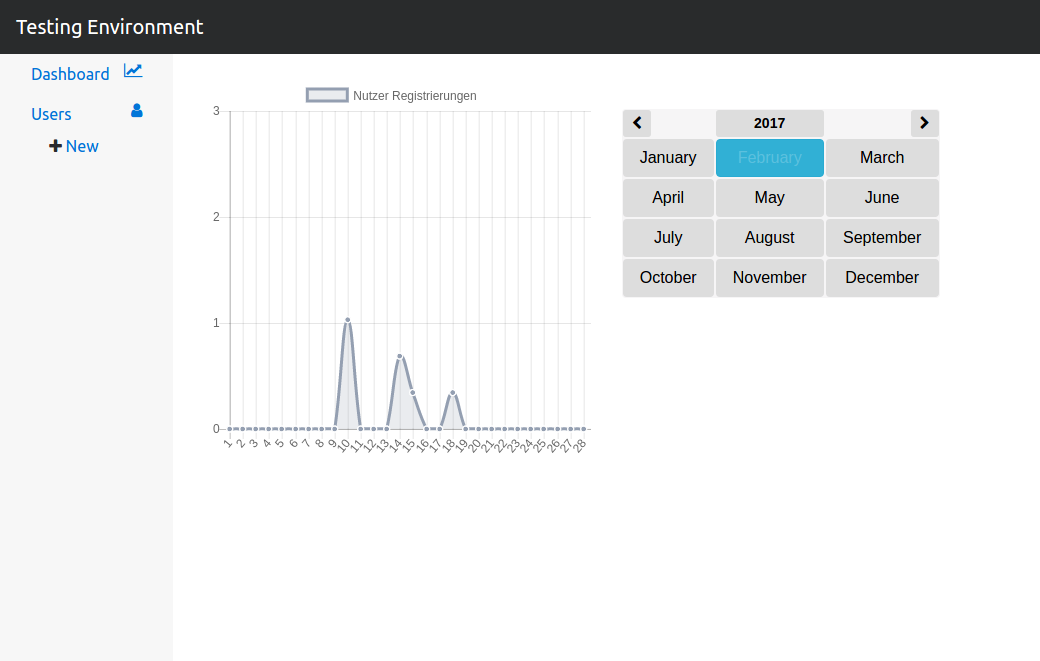 Testing Environment
Dashboard
Users
New
Nutzer Registrierungen
3
2
1
0
1 2 3 4 5 6 7 8 9 10 11 12 13 14 15 16 17 18 19 20 21 22 23 24 25 26 27 28
2017
January February March
April May June
July August September
October November December